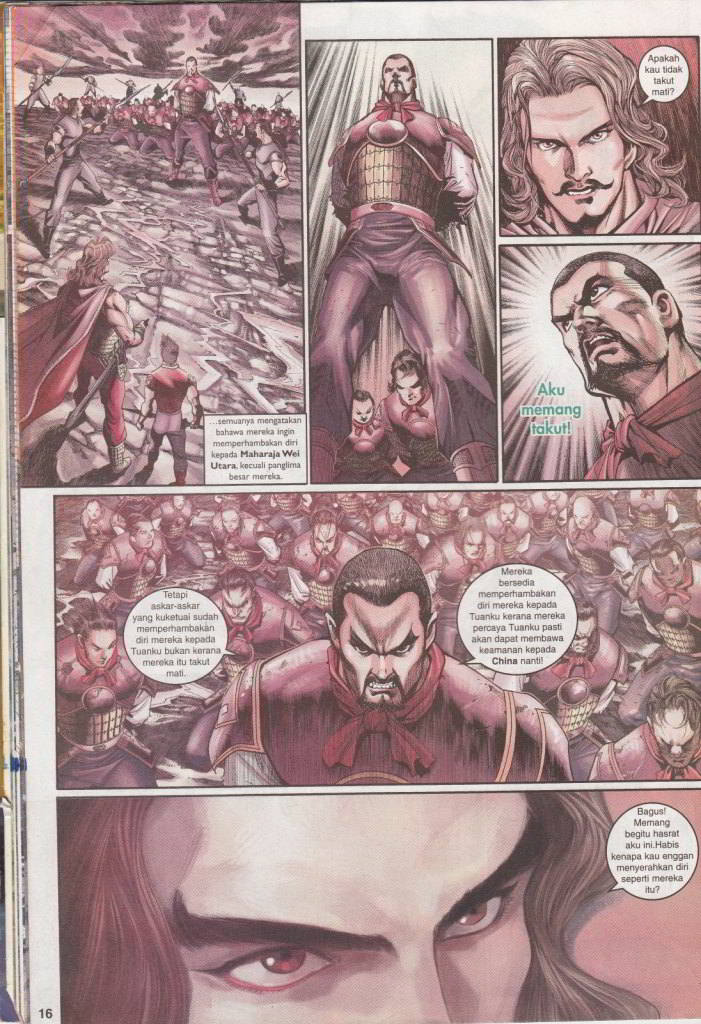 ...semuanya mengatakan
bahawa mereka ingin
memperhambakan diri
kepada Maharaja Wei
Utara, kecuali panglima
besar mereka.
Apakah
kau tidak
takut
mati?
Aku
memang
takut!
Tetapi
askar-askar
yang kuketuai sudah
memperhambakan
diri mereka kepada
Tuanku bukan kerana
mereka itu takut
mati.
Mereka
bersedia
memperhambakan
diri mereka kepada
Tuanku kerana mereka
percaya Tuanku pasti
akan dapat membawa
keamanan kepada
China nanti!
Bagus!
Memang
begitu hasrat
aku ini.Habis
kenapa kau enggan
menyerahkan diri
seperti mereka
itu?
16